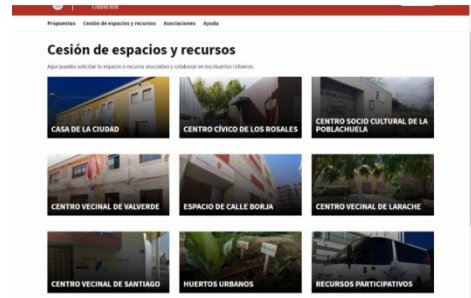 Propuestas Cesión de espacios y recursos Asociaciones Ayuda
Cesión de espacios y recursos
Aquí puedes solicitar tu espacio o recurso asociativo y colaborar en los Huertos Urbanos.
CASA DE LA CIUDAD
CENTRO CÍVICO DE LOS ROSALES
CENTRO SOCIO CULTURAL DE LA
POBLACHUELA
CENTRO VECINAL DE VALVERDE
ESPACIO DE CALLE BORJA
CENTRO VECINAL DE LARACHE
CENTRO VECINAL DE SANTIAGO
HUERTOS URBANOS
RECURSOS PARTICIPATIVOS